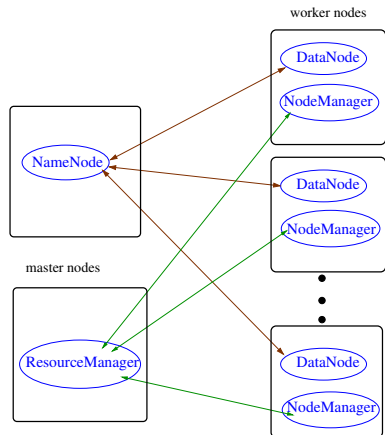 worker nodes
DataNode
NodeManager
NameNode
DataNode
NodeManager
master nodes
ResourceManager
DataNode
NodeManager